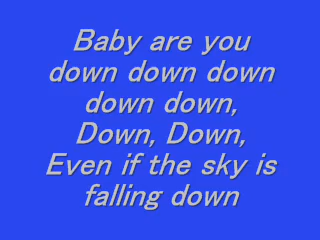 Baby are you
down down down
down down,
Down, Down,
Even if the sky is
falling down